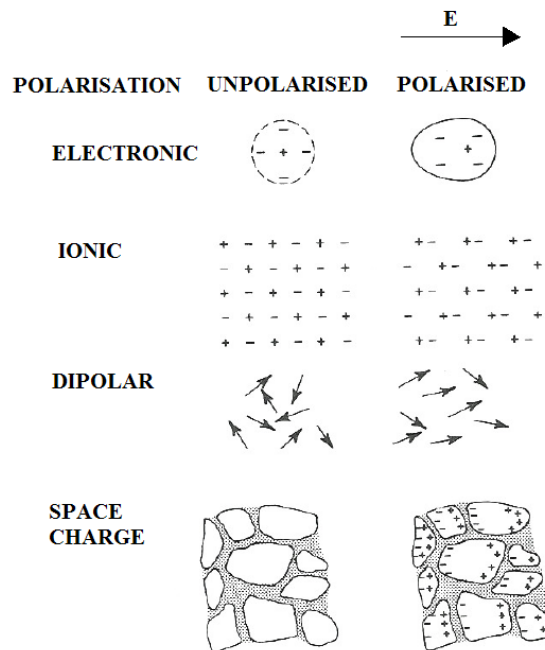 E
POLARISATION UNPOLARISED POLARISED
ELECTRONIC
IONIC
DIPOLAR
SPACE
CHARGE